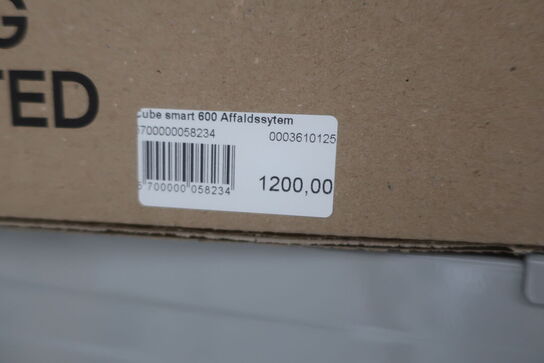 G
TED
Cube smart 600 Affaldssytem
5700000058234
0003610125
5 700000 058234
1200,00